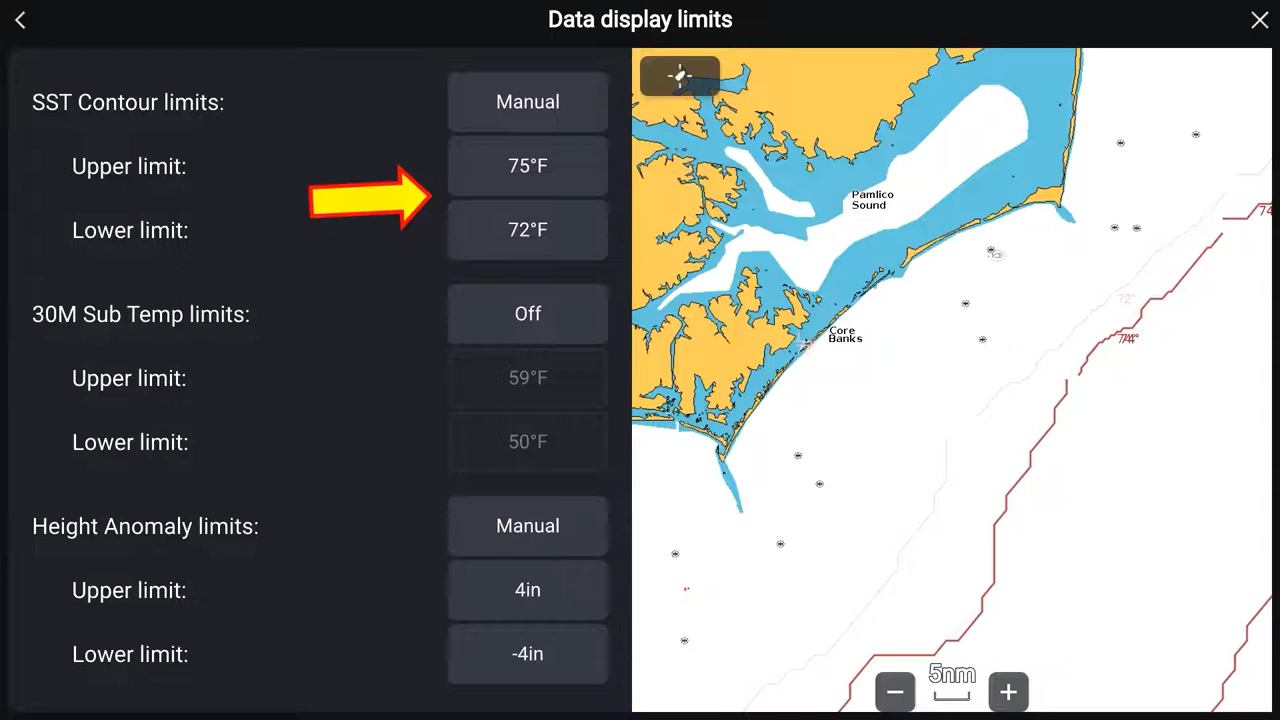 Data display limits
SST Contour limits:
Manual
Upper limit:
75°F
Lower limit:
72°F
30M Sub Temp limits:
Off
Upper limit:
59°F
Lower limit:
50°F
Height Anomaly limits:
Manual
Upper limit:
4in
Lower limit:
-4in
Pamlico
Sound
74
72°
Core
Banks
5nm